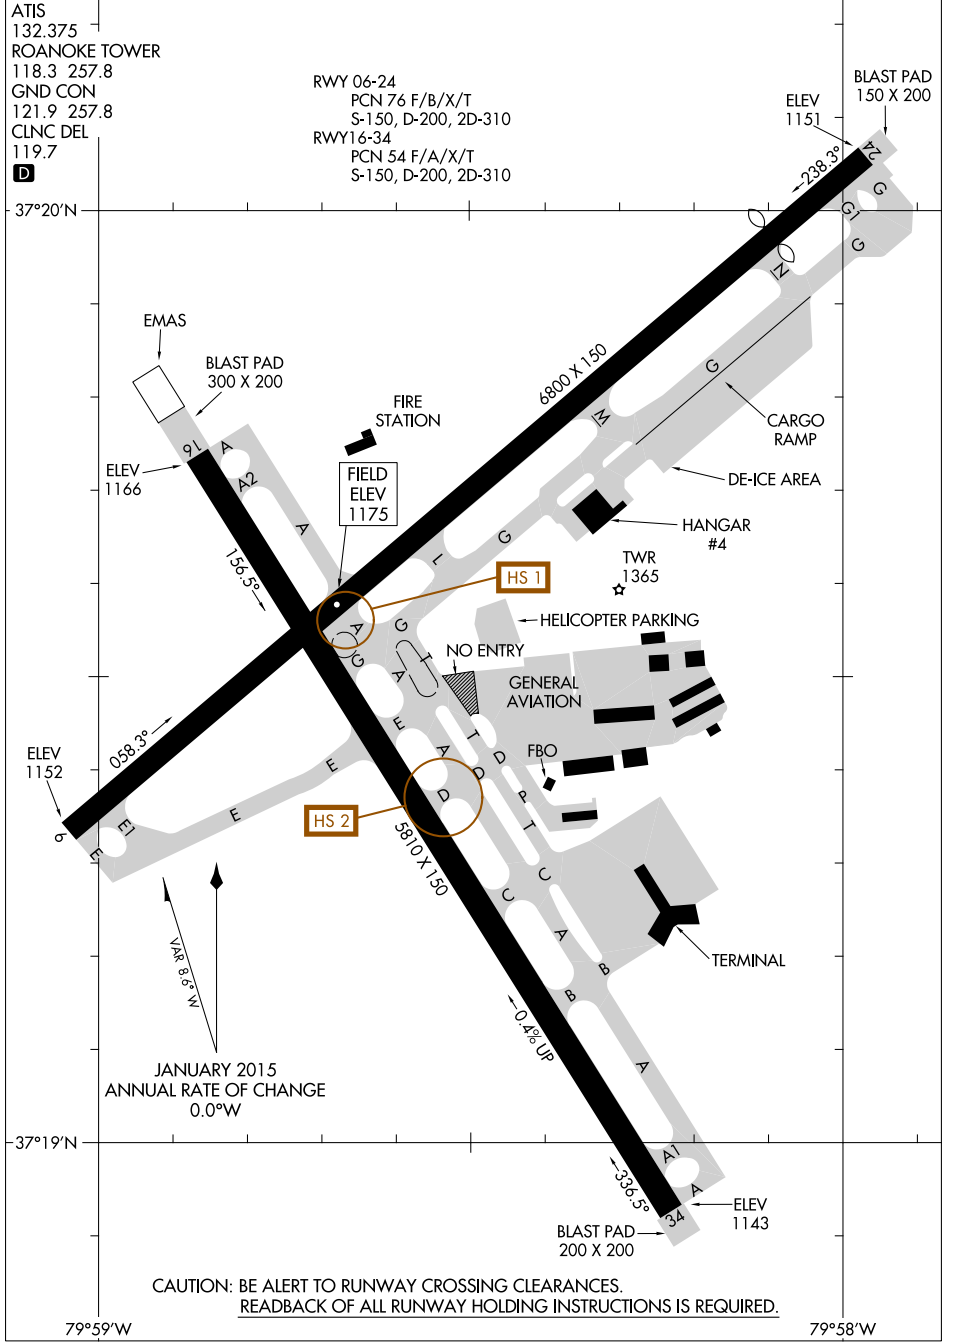 ATIS
132.375
ROANOKE TOWER
118.3 257.8
GND CON
121.9 257.8
CLNC DEL
119.7
D
RWY 06-24
PCN 76 F/B/X/T
S-150, D-200, 2D-310
RWY16-34
PCN 54 F/A/X/T
S-150, D-200, 2D-310
BLAST PAD
150 X 200
ELEV
1151
24
238.3°
G
G1
G
37°20'N
N
EMAS
BLAST PAD
300 X 200
6800 X 150
G
FIRE
STATION
M
CARGO
RAMP
16
A
A2
ELEV
1166
FIELD
ELEV
1175
DE-ICE AREA
A
G
HANGAR
#4
L
TWR
1365
156.5°
HS 1
HELICOPTER PARKING
A
G
G
T
NO ENTRY
A
GENERAL
AVIATION
058.3°
E
E
A
T
D
D
FBO
ELEV
1152
D
P
T
E
HS 2
5810 X 150
6
E1
E
C
C
VAR 8.6° W
A
B
B
TERMINAL
0.4% UP
JANUARY 2015
ANNUAL RATE OF CHANGE
0.0°W
A
37°19'N
A1
A
336.5°
34
ELEV
1143
BLAST PAD
200 X 200
CAUTION: BE ALERT TO RUNWAY CROSSING CLEARANCES.
READBACK OF ALL RUNWAY HOLDING INSTRUCTIONS IS REQUIRED.
79°59'W
79°58'W